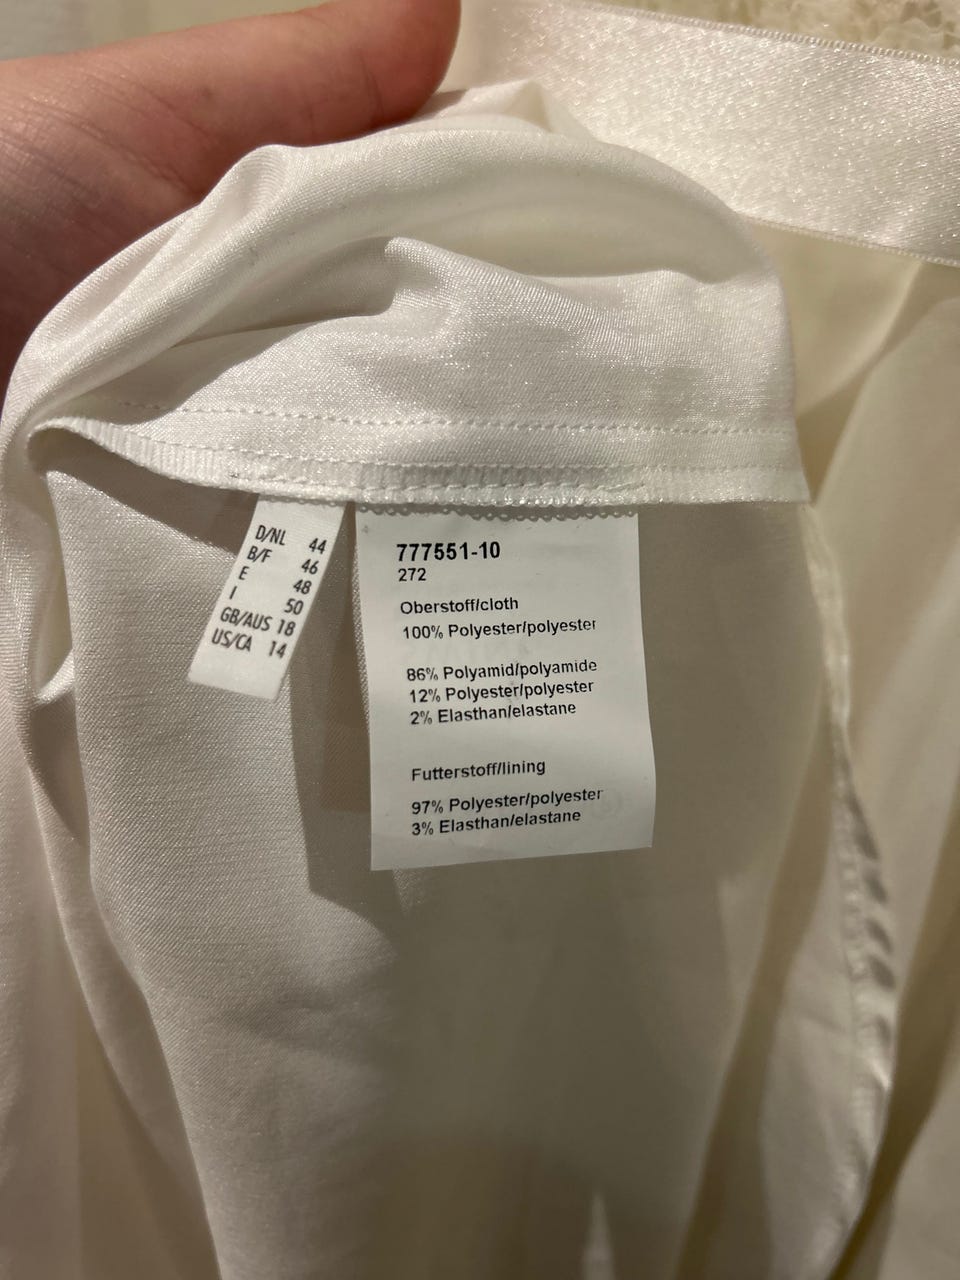 D/NL 44
B/F 46
E 48
I 50
GB/AUS 18
US/CA 14
777551-10
272
Oberstoff/cloth
100% Polyester/polyester
86% Polyamid/polyamide
12% Polyester/polyester
2% Elasthan/elastane
Futterstoff/lining
97% Polyester/polyester
3% Elasthan/elastane